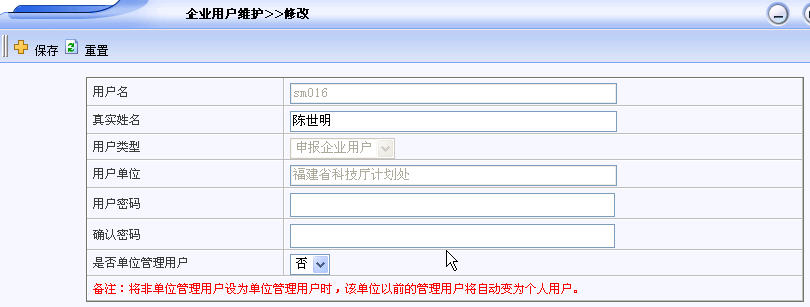 企业用户维护>>修改
保存 重置
用户名 sm016
真实姓名 陈世明
用户类型 申报企业用户
用户单位 福建省科技厅计划处
用户密码
确认密码
是否单位管理用户 否
备注：将非单位管理用户设为单位管理用户时，该单位以前的管理用户将自动变为个人用户。